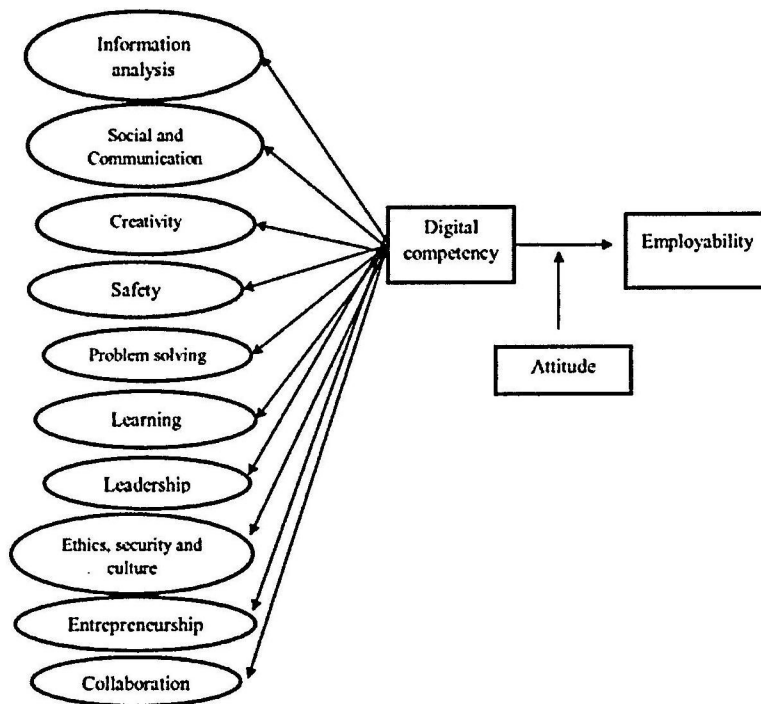 Information
analysis
Social and
Communication
Creativity
Safety
Problem solving
Learning
Leadership
Ethics, security and
culture
Entrepreneurship
Collaboration
Digital
competency
Employability
Attitude